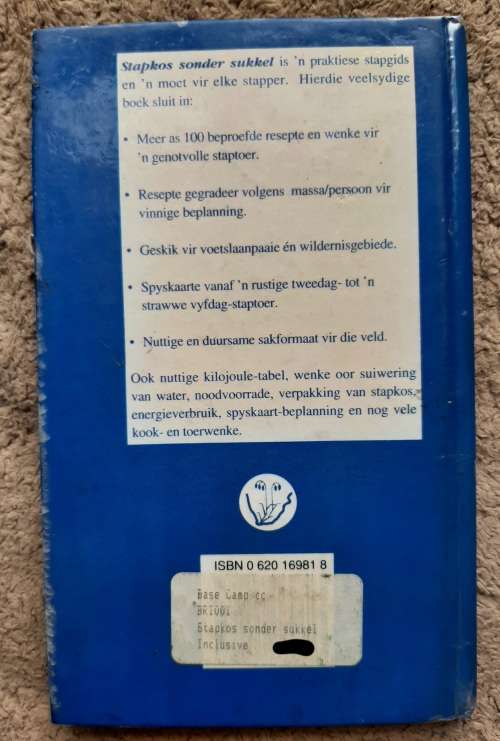 Stapkos sonder sukkel is 'n praktiese stapgids
en 'n moet vir elke stapper. Hierdie veelsydige
boek sluit in:
• Meer as 100 beproefde resepte en wenke vir
'n genotvolle staptoer.
• Resepte gegradeer volgens massa/persoon vir
vinnige beplanning.
• Geskik vir voetslaanpaaie én wildernisgebiede.
• Spyskaarte vanaf 'n rustige tweedag- tot 'n
strawwe vyfdag-staptoer.
• Nuttige en duursame sakformaat vir die veld.
Ook nuttige kilojoule-tabel, wenke oor suiwering
van water, noodvoorrade, verpakking van stapkos,
energieverbruik, spyskaart-beplanning en nog vele
kook- en toerwenke.
ISBN 0 620 16981 8
Base Camp cc
BRI001
Stapkos sonder sukkel
Inclusive